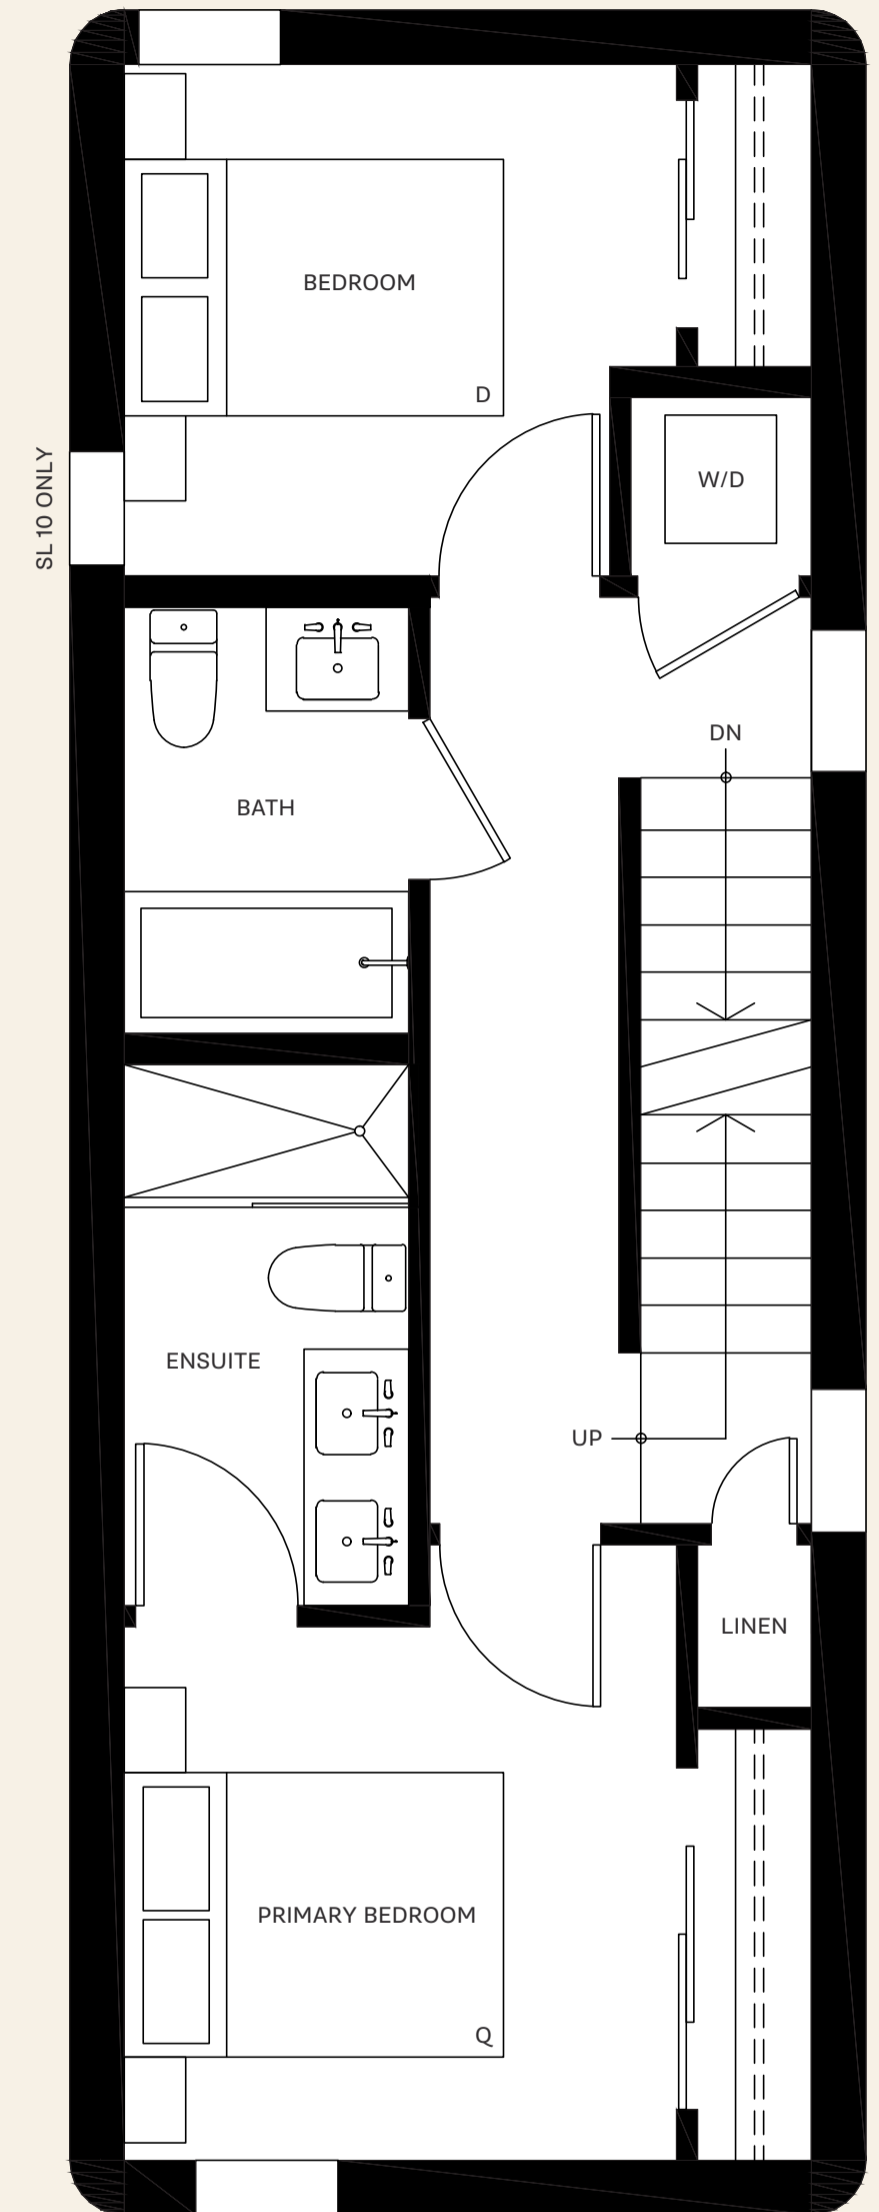 BEDROOM
D
SL 10 ONLY
W/D
DN
BATH
ENSUITE
UP
LINEN
PRIMARY BEDROOM
Q